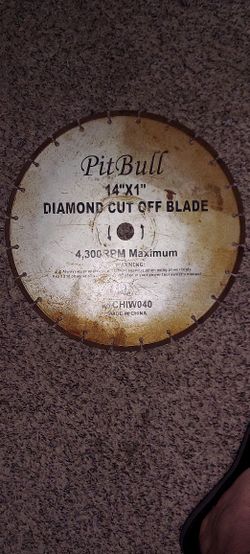 PitBull
14"X1"
DIAMOND CUT OFF BLADE
4,300RPM Maximum
WARNING:
CHIW040
MADE IN CHINA